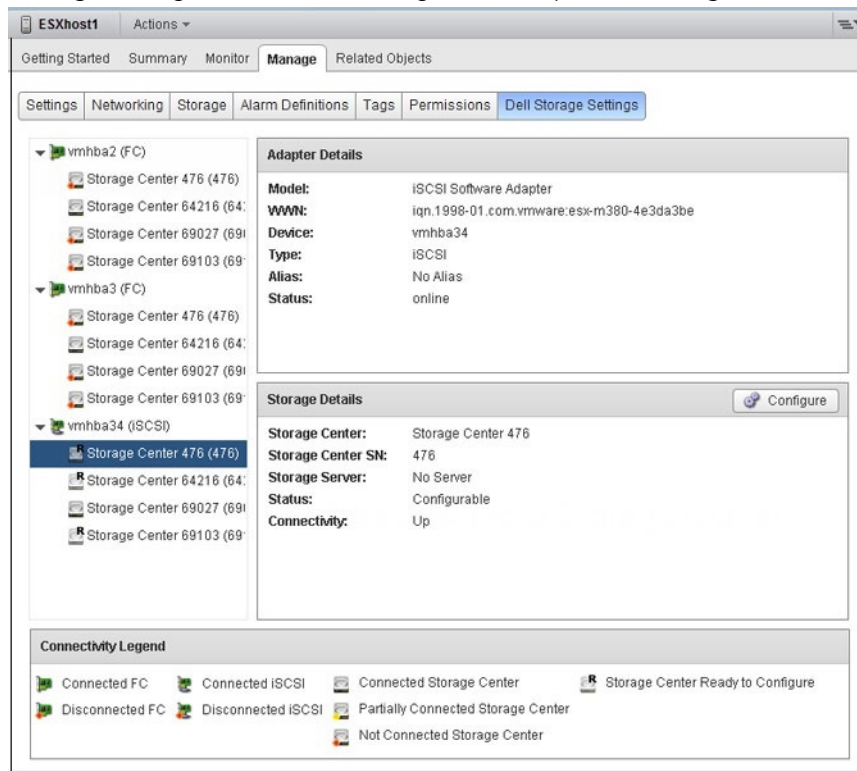 ESXhost1 Actions
Getting Started Summary Monitor Manage Related Objects
Settings Networking Storage Alarm Definitions Tags Permissions Dell Storage Settings
vmhba2 (FC)
Storage Center 476 (476)
Storage Center 64216 (64
Storage Center 69027 (69
Storage Center 69103 (69
vmhba3 (FC)
Storage Center 476 (476)
Storage Center 64216 (64
Storage Center 69027 (69
Storage Center 69103 (69
vmhba34 (iSCSI)
Storage Center 476 (476)
R Storage Center 64216 (64
Storage Center 69027 (69
R Storage Center 69103 (69
Adapter Details
Model: iSCSI Software Adapter
WWN: iqn.1998-01.com.vmware:esx-m380-4e3da3be
Device: vmhba34
Type: iSCSI
Alias: No Alias
Status: online
Storage Details Configure
Storage Center: Storage Center 476
Storage Center SN: 476
Storage Server: No Server
Status: Configurable
Connectivity: Up
Connectivity Legend
Connected FC Connected iSCSI Connected Storage Center R Storage Center Ready to Configure
Disconnected FC Disconnected iSCSI Partially Connected Storage Center
Not Connected Storage Center